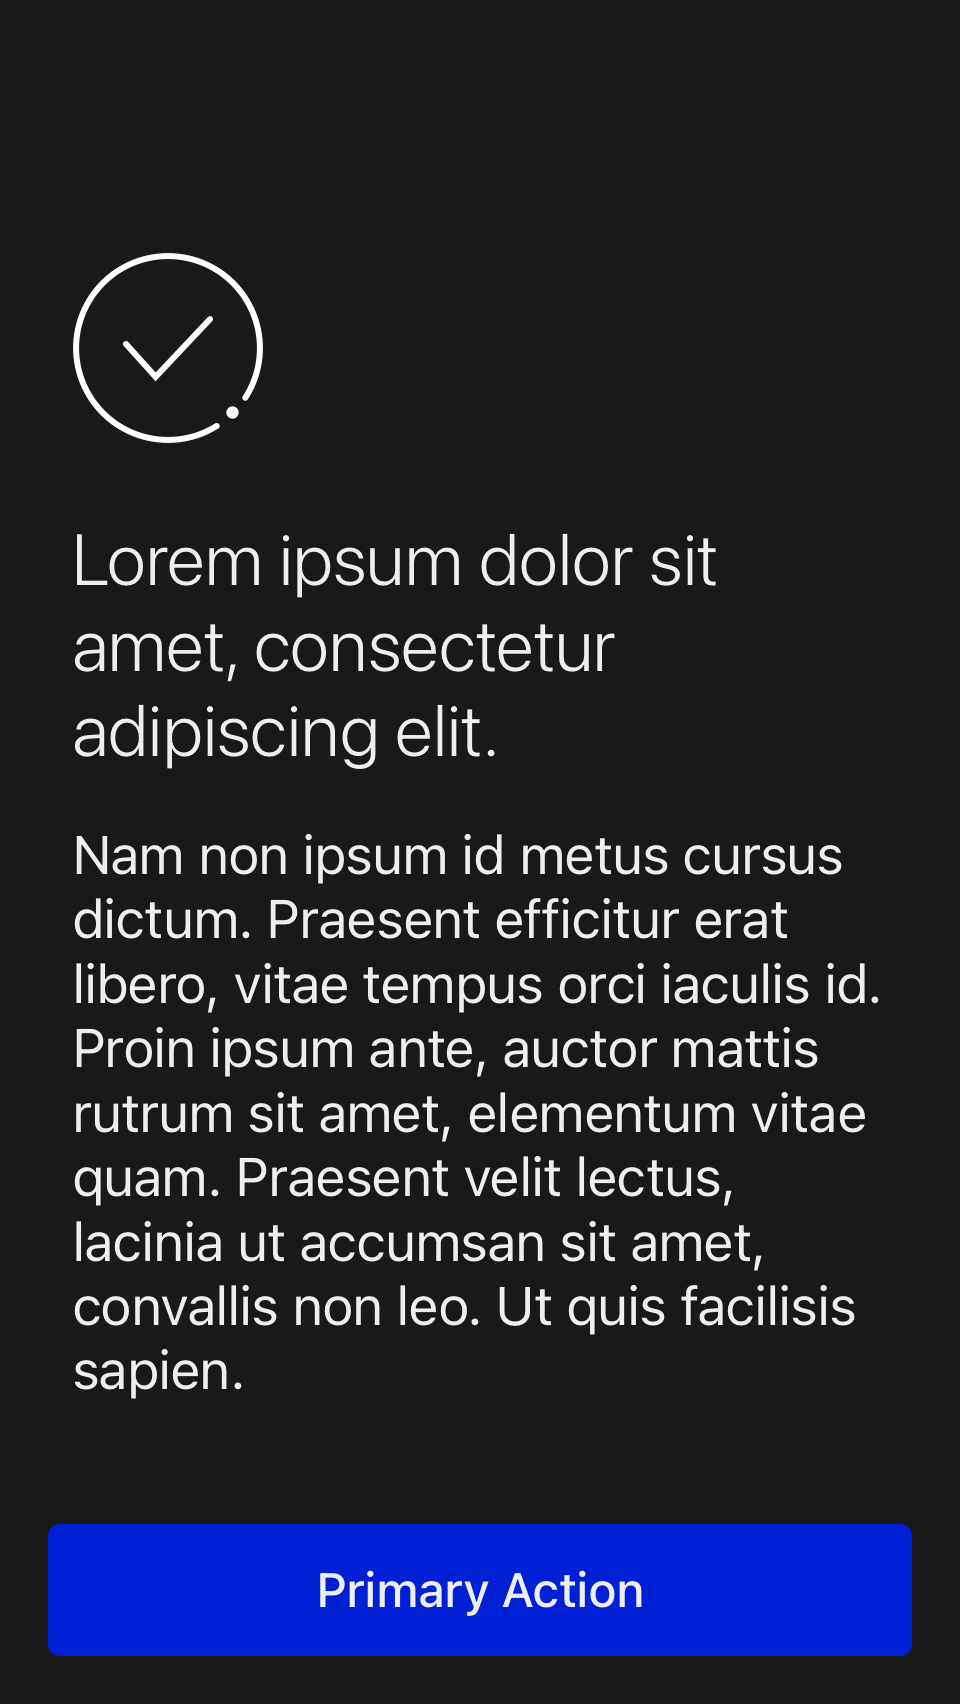 Lorem ipsum dolor sit
amet, consectetur
adipiscing elit.
Nam non ipsum id metus cursus
dictum. Praesent efficitur erat
libero, vitae tempus orci iaculis id.
Proin ipsum ante, auctor mattis
rutrum sit amet, elementum vitae
quam. Praesent velit lectus,
lacinia ut accumsan sit amet,
convallis non leo. Ut quis facilisis
sapien.
Primary Action